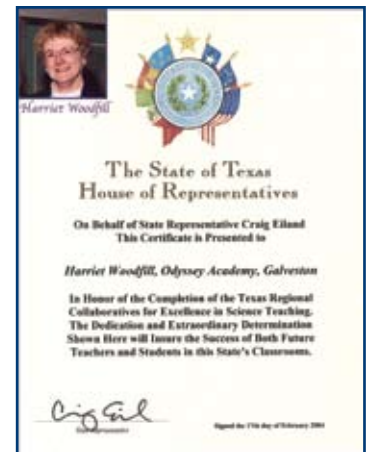 Harriet Woodfill
The State of Texas
House of Representatives
On Behalf of State Representative Craig Eiland
This Certificate is Presented to
Harriet Woodfill, Odyssey Academy, Galveston
In Honor of the Completion of the Texas Regional
Collaboratives for Excellence in Science Teaching.
The Dedication and Extraordinary Determination
Shown Here will Insure the Success of Both Future
Teachers and Students in this State's Classrooms.
State Representative
Signed the 17th day of February 2004